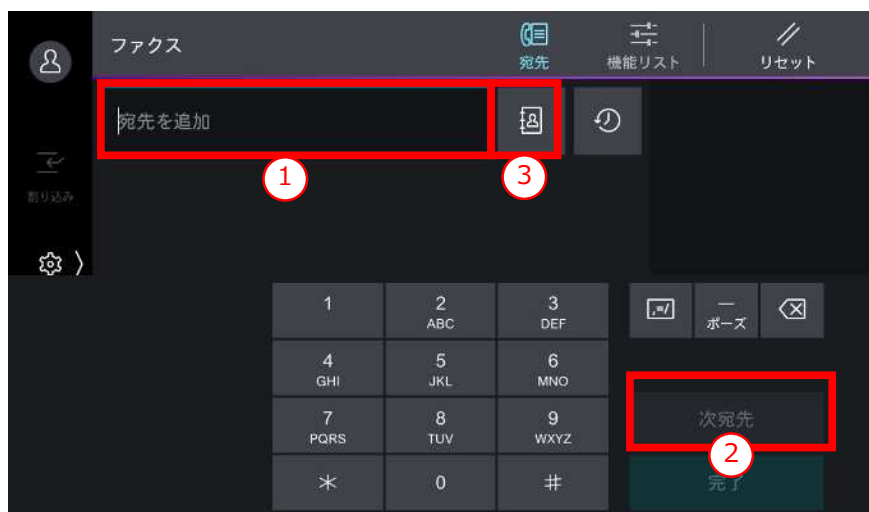 ファクス
宛先
機能リスト
リセット
宛先を追加
1
3
割り込み
1
2
ABC
3
DEF
.=/
ポーズ
4
GHI
5
JKL
6
MNO
7
PQRS
8
TUV
9
WXYZ
次宛先
2
*
0
#
完了